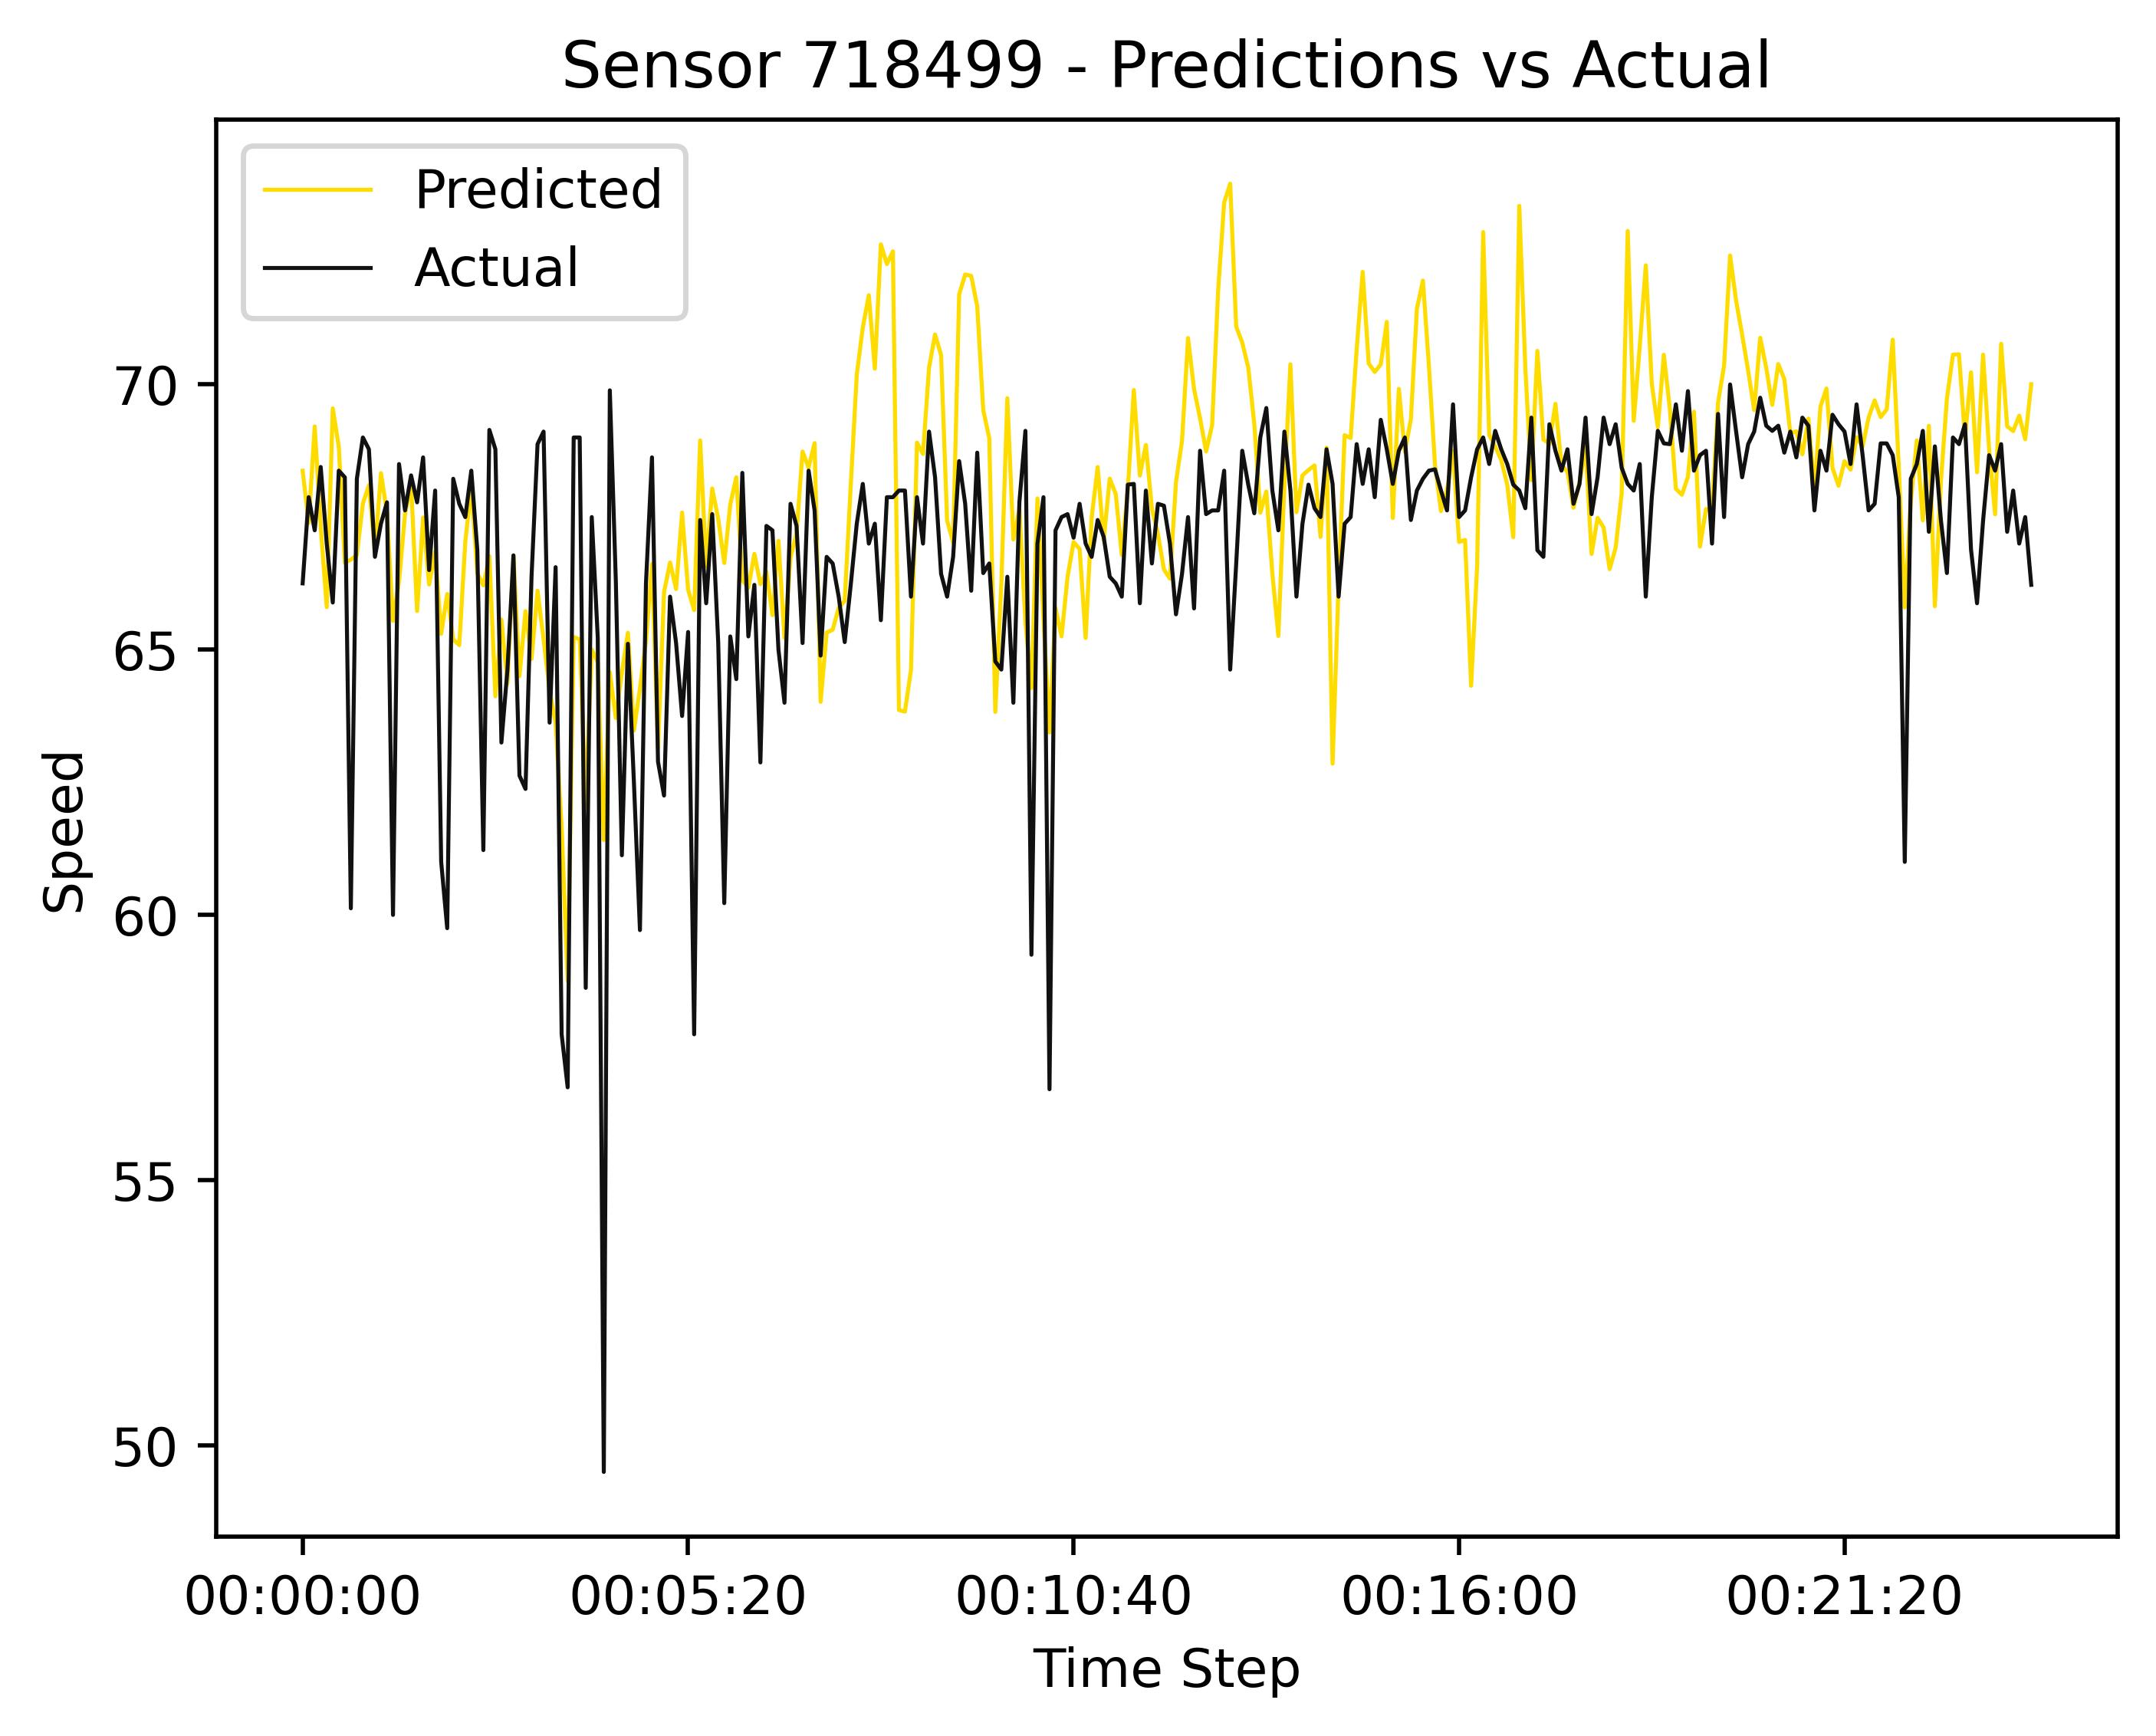 Sensor 718499 - Predictions vs Actual
Predicted
Actual
70
65
60
55
50
Speed
00:00:00
00:05:20
00:10:40
00:16:00
00:21:20
Time Step